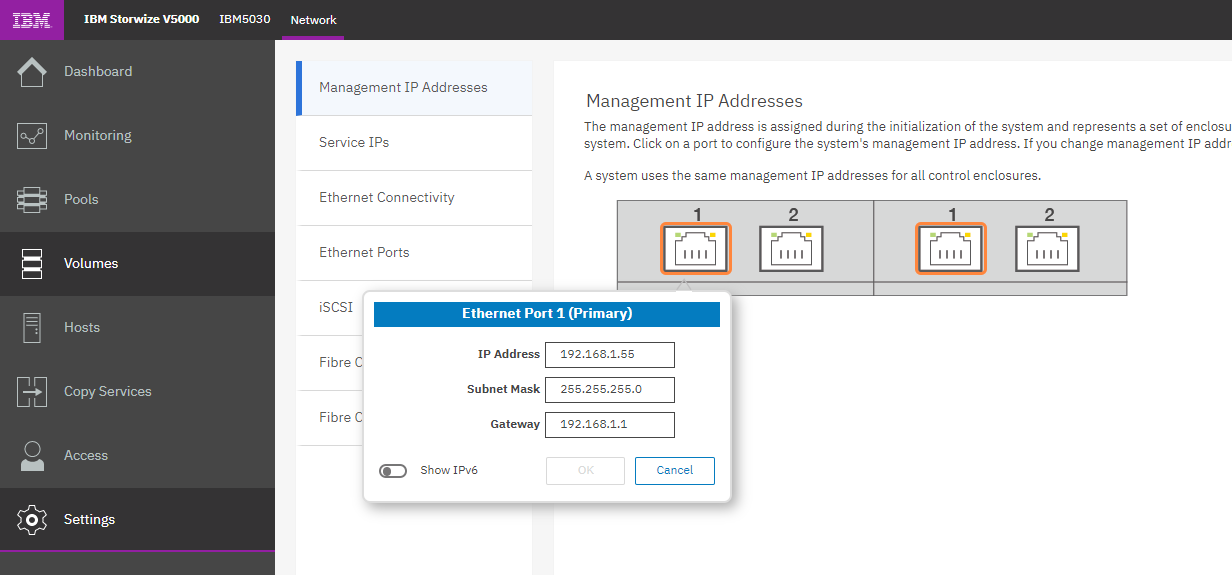 IBM
IBM Storwize V5000 IBM5030 Network
Dashboard
Monitoring
Pools
Volumes
Hosts
Copy Services
Access
Settings
Management IP Addresses
Service IPs
Ethernet Connectivity
Ethernet Ports
iSCSI
Fibre C
Fibre C
Management IP Addresses
The management IP address is assigned during the initialization of the system and represents a set of enclosu
system. Click on a port to configure the system's management IP address. If you change management IP addr
A system uses the same management IP addresses for all control enclosures.
1 2 1 2
Ethernet Port 1 (Primary)
IP Address 192.168.1.55
Subnet Mask 255.255.255.0
Gateway 192.168.1.1
Show IPv6 OK Cancel